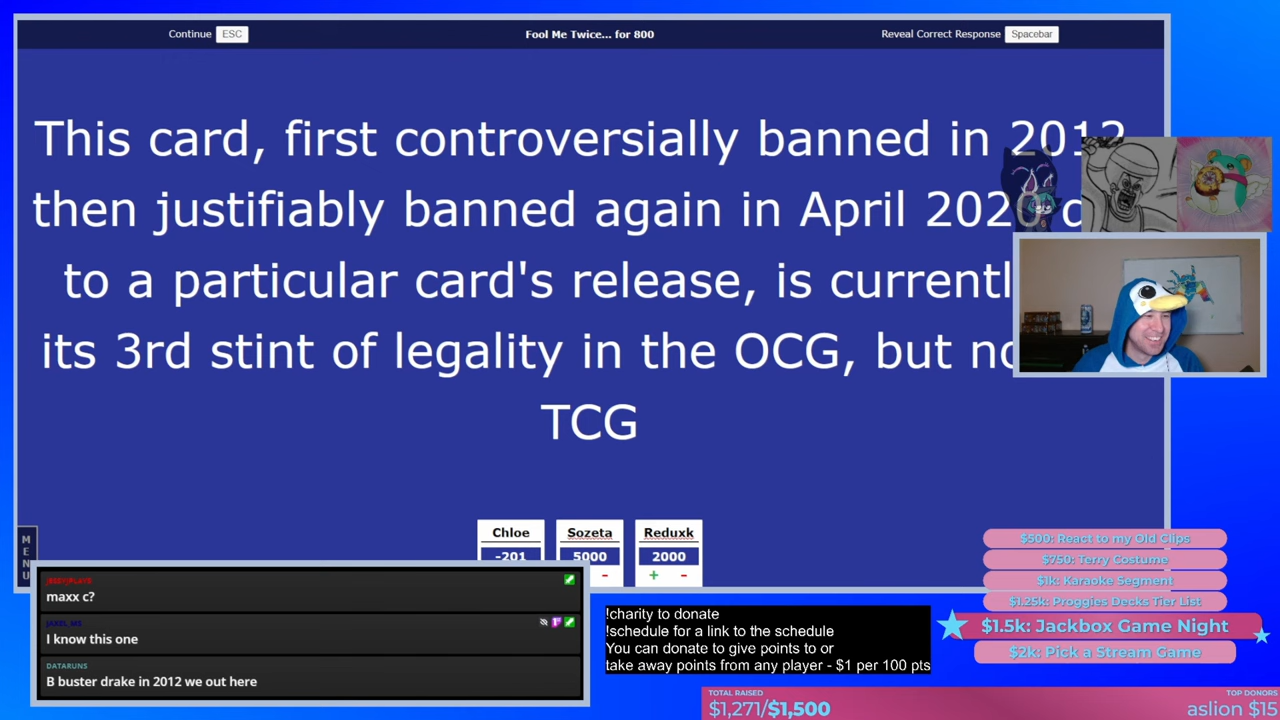 Continue ESC
Fool Me Twice... for 800
Reveal Correct Response Spacebar
This card, first controversially banned in 2012
then justifiably banned again in April 2020
to a particular card's release, is
its 3rd stint of legality in the OCG, but
TCG
MENU
Chloe
-201
Sozeta
5000
-
Reduxk
2000
+ -
maxx c?
JAKEL_MS
I know this one
DATARUNS
B buster drake in 2012 we out here
!charity to donate
!schedule for a link to the schedule
You can donate to give points to or
take away points from any player - $1 per 100 pts
$500: React to my Old Clips
$750: Terry Costume
$1k: Karaoke Segment
$1.25k: Proggies Decks Tier List
$1.5k: Jackbox Game Night
$2k: Pick a Stream Game
TOTAL RAISED
$1,271/$1,500
TOP DONORS
aslion $15